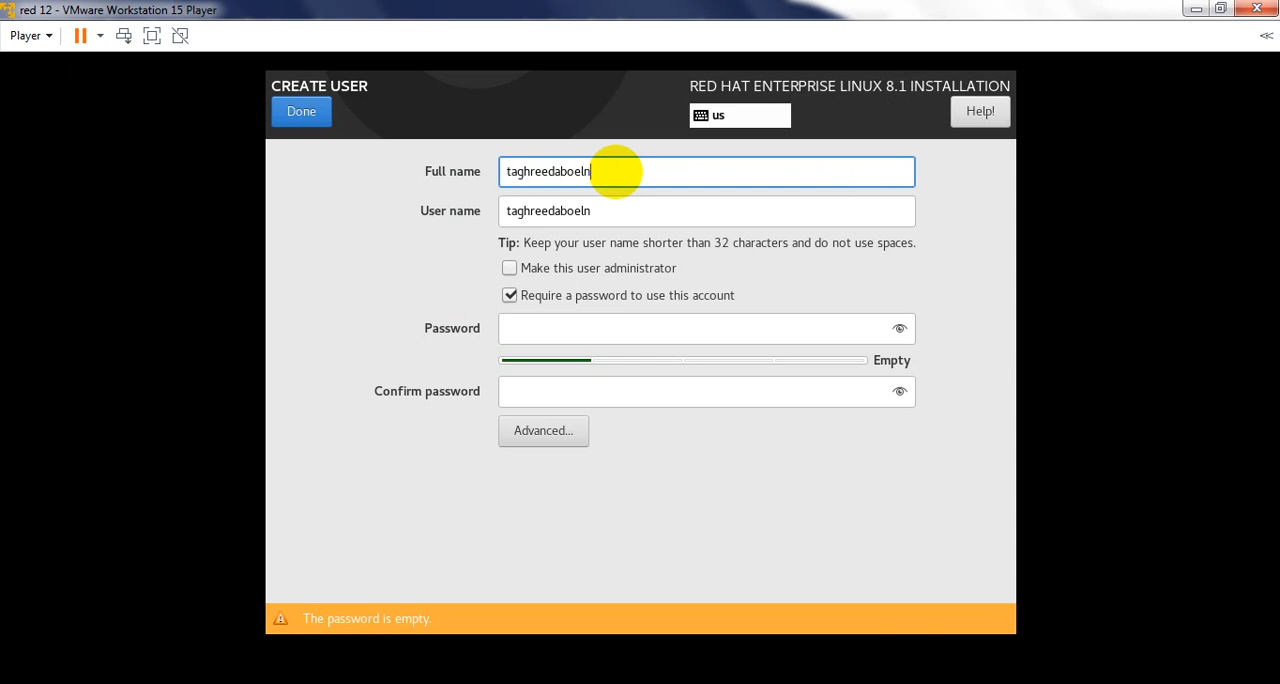 red 12 - VMware Workstation 15 Player
Player
CREATE USER
RED HAT ENTERPRISE LINUX 8.1 INSTALLATION
Done
us
Help!
Full name
taghreedaboeln
User name
taghreedaboeln
Tip: Keep your user name shorter than 32 characters and do not use spaces.
Make this user administrator
Require a password to use this account
Password
Empty
Confirm password
Advanced...
The password is empty.